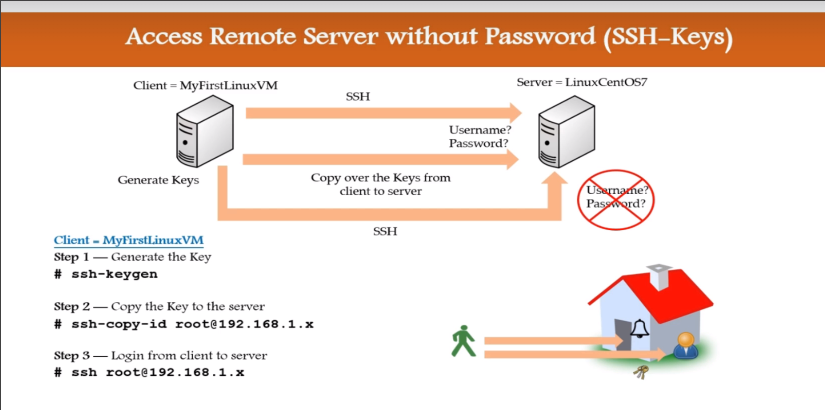 Access Remote Server without Password (SSH-Keys)
Client = MyFirstLinuxVM
Server = LinuxCentOS7
SSH
Username?
Password?
Generate Keys
Copy over the Keys from
client to server
Username?
Password?
SSH
Client = MyFirstLinuxVM
Step 1 — Generate the Key
# ssh-keygen
Step 2 — Copy the Key to the server
# ssh-copy-id root@192.168.1.x
Step 3 — Login from client to server
# ssh root@192.168.1.x